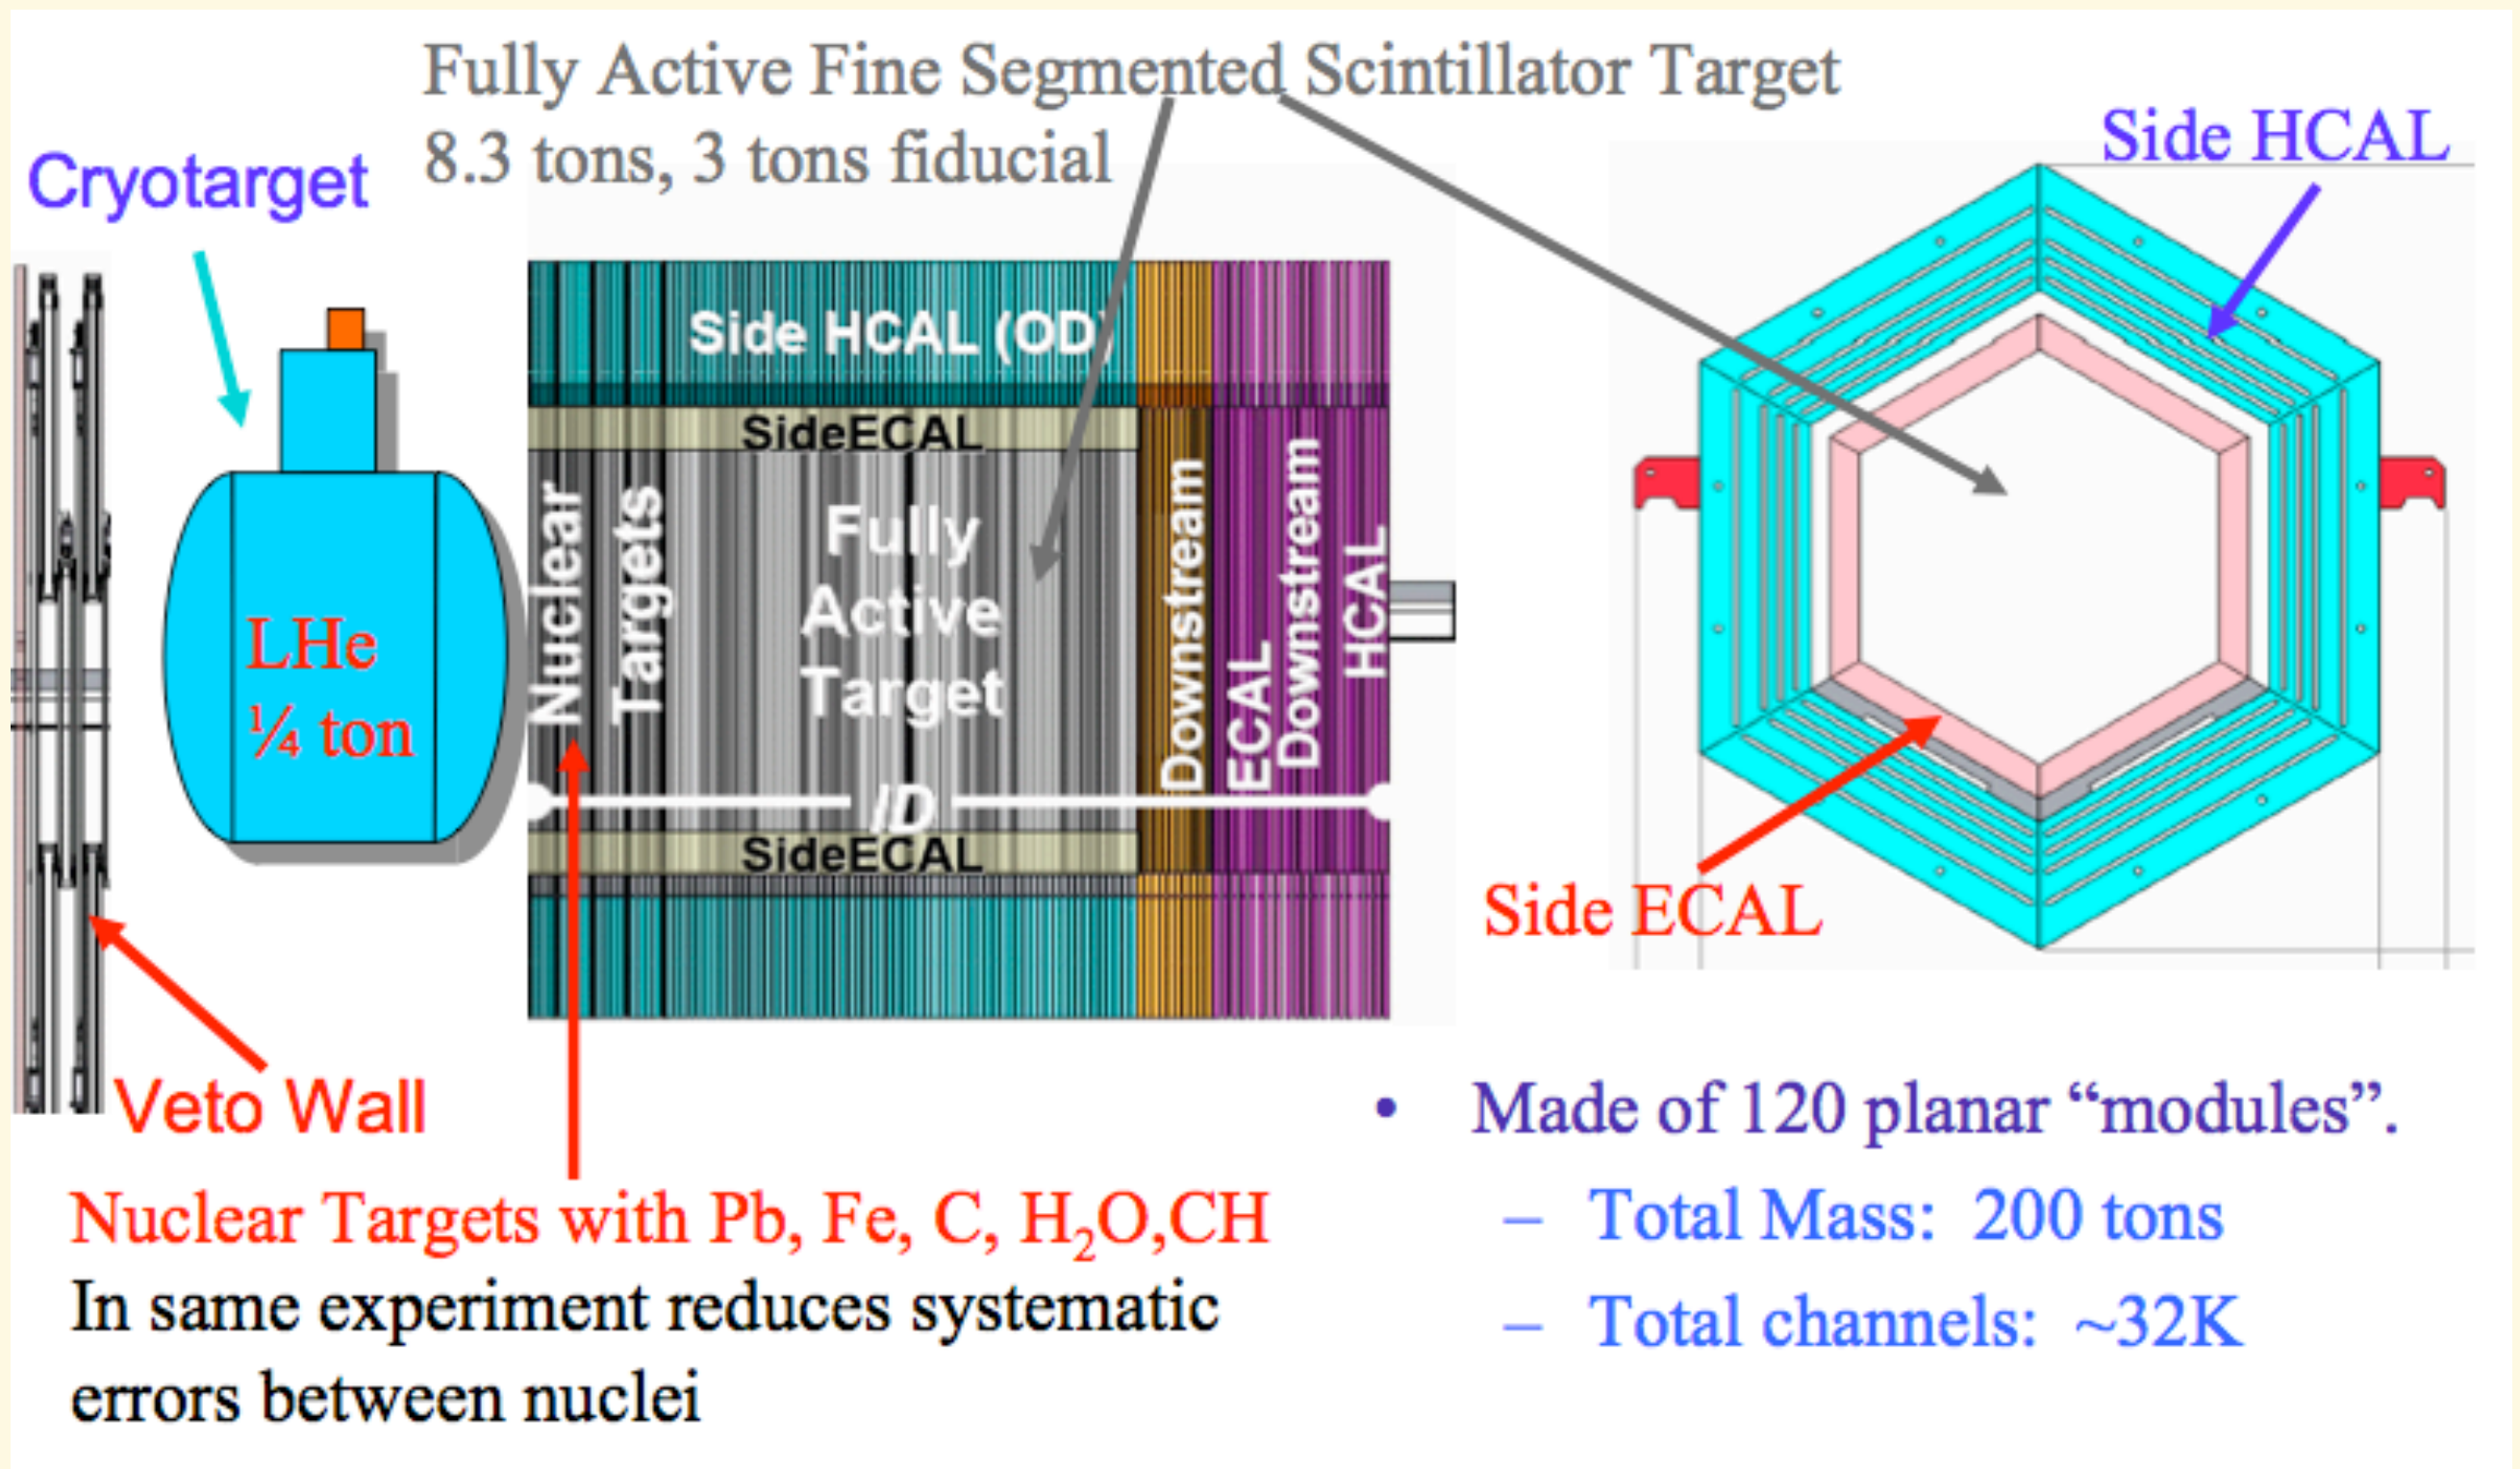 Fully Active Fine Segmented Scintillator Target
8.3 tons, 3 tons fiducial
Cryotarget
Side HCAL
Side HCAL (OD)
SideECAL
Nuclear
Targets
Fully
Active
Target
Downstream
ECAL
Downstream
HCAL
LHe
¼ ton
ID
SideECAL
Side ECAL
Veto Wall
Nuclear Targets with Pb, Fe, C, H₂O,CH
In same experiment reduces systematic
errors between nuclei
• Made of 120 planar “modules”.
– Total Mass: 200 tons
– Total channels: ~32K